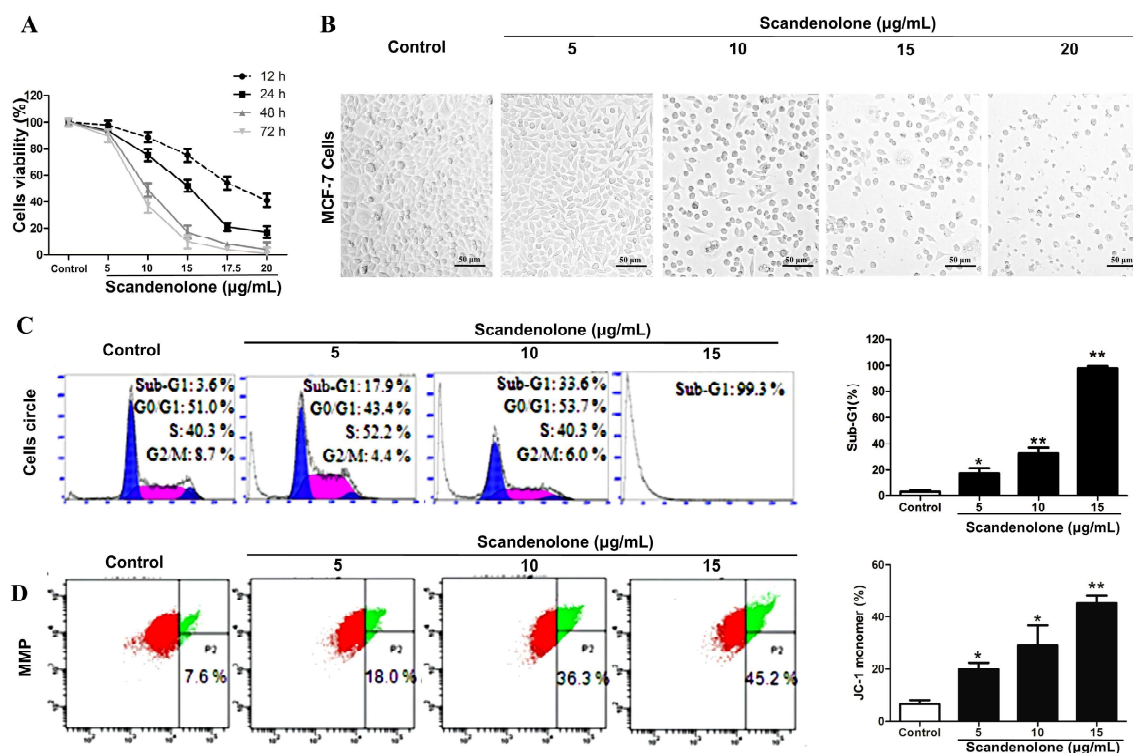 A
Cells viability (%)
120
100
80
60
40
20
0
12 h
24 h
40 h
72 h
Control
5
10
15
17.5
20
Scandenolone (µg/mL)
B
Scandenolone (µg/mL)
Control
5
10
15
20
MCF-7 Cells
50 µm
50 µm
50 µm
50 µm
50 µm
C
Scandenolone (µg/mL)
Control
5
10
15
Cells circle
Sub-G1: 3.6 %
G0/G1: 51.0 %
S: 40.3 %
G2/M: 8.7 %
Sub-G1: 17.9 %
G0/G1: 43.4 %
S: 52.2 %
G2/M: 4.4 %
Sub-G1: 33.6 %
G0/G1: 53.7 %
S: 40.3 %
G2/M: 6.0 %
Sub-G1: 99.3 %
Sub-G1(%)
120
100
80
60
40
20
0
*
**
**
Control
5
10
15
Scandenolone (µg/mL)
D
Scandenolone (µg/mL)
Control
5
10
15
MMP
P2
7.6 %
18.0 %
P2
36.3 %
P2
45.2 %
JC-1 monomer (%)
60
40
20
0
*
*
**
Control
5
10
15
Scandenolone (µg/mL)